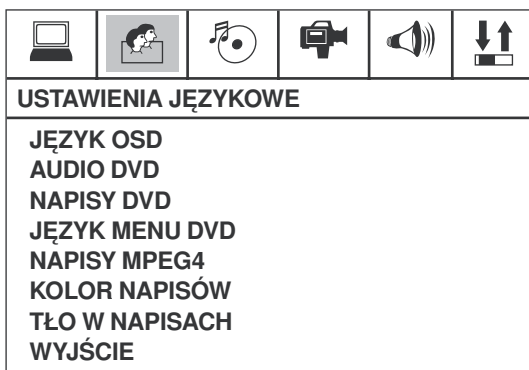 USTAWIENIA JĘZYKOWE
JĘZYK OSD
AUDIO DVD
NAPISY DVD
JĘZYK MENU DVD
NAPISY MPEG4
KOLOR NAPISÓW
TŁO W NAPISACH
WYJŚCIE